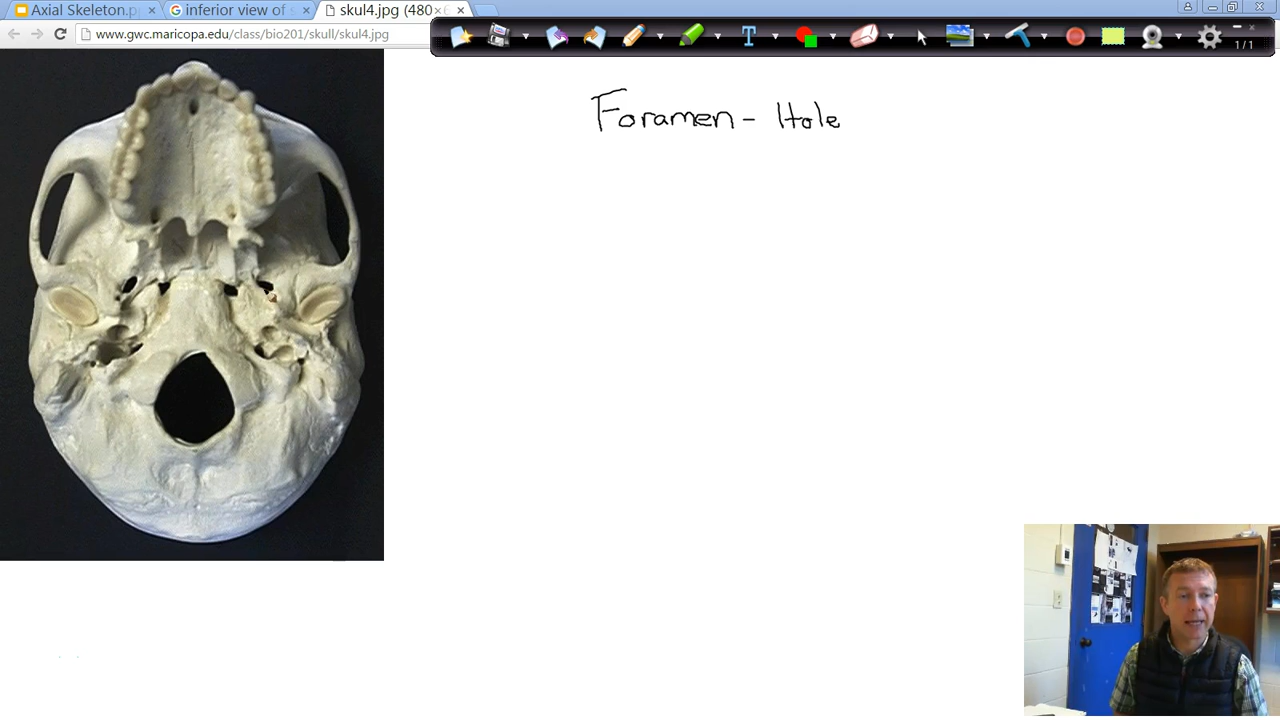 Axial Skeleton.p
inferior view of
skul4.jpg (480×
www.gwc.maricopa.edu/class/bio201/skull/skul4.jpg
T
1/1
Foramen - Hole